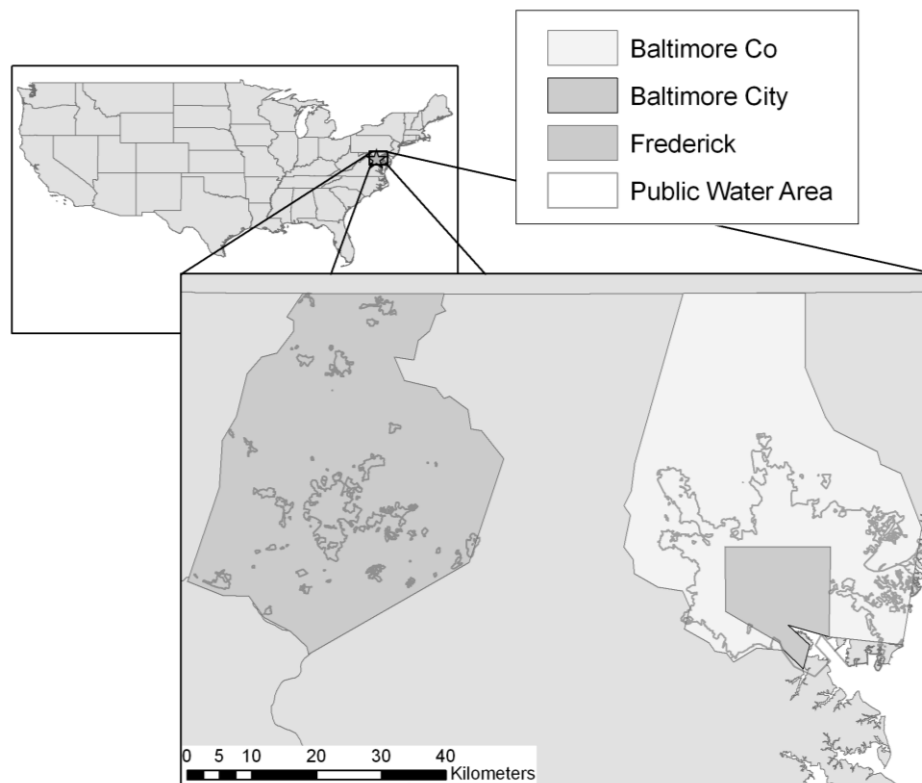 Baltimore Co
Baltimore City
Frederick
Public Water Area
0 5 10 20 30 40
Kilometers